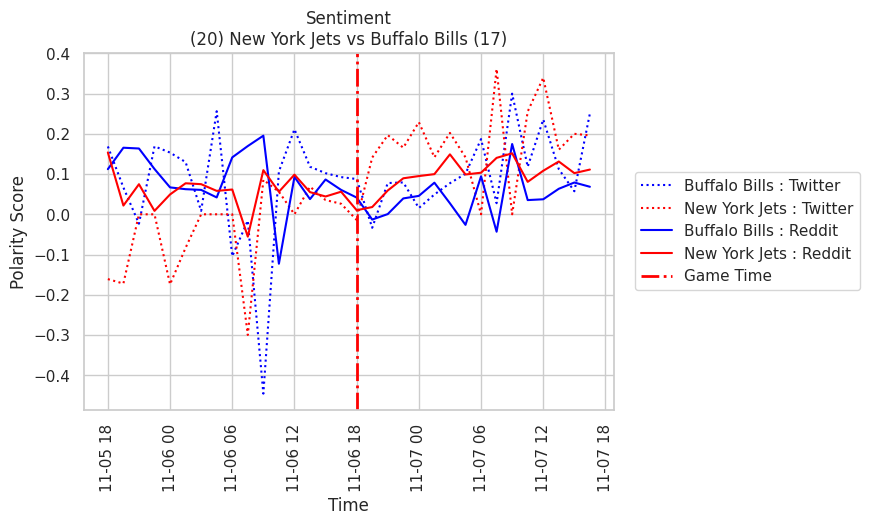 Sentiment
(20) New York Jets vs Buffalo Bills (17)
Polarity Score
0.4
0.3
0.2
0.1
0.0
−0.1
−0.2
−0.3
−0.4
11-05 18
11-06 00
11-06 06
11-06 12
11-06 18
11-07 00
11-07 06
11-07 12
11-07 18
Time
Buffalo Bills : Twitter
New York Jets : Twitter
Buffalo Bills : Reddit
New York Jets : Reddit
Game Time